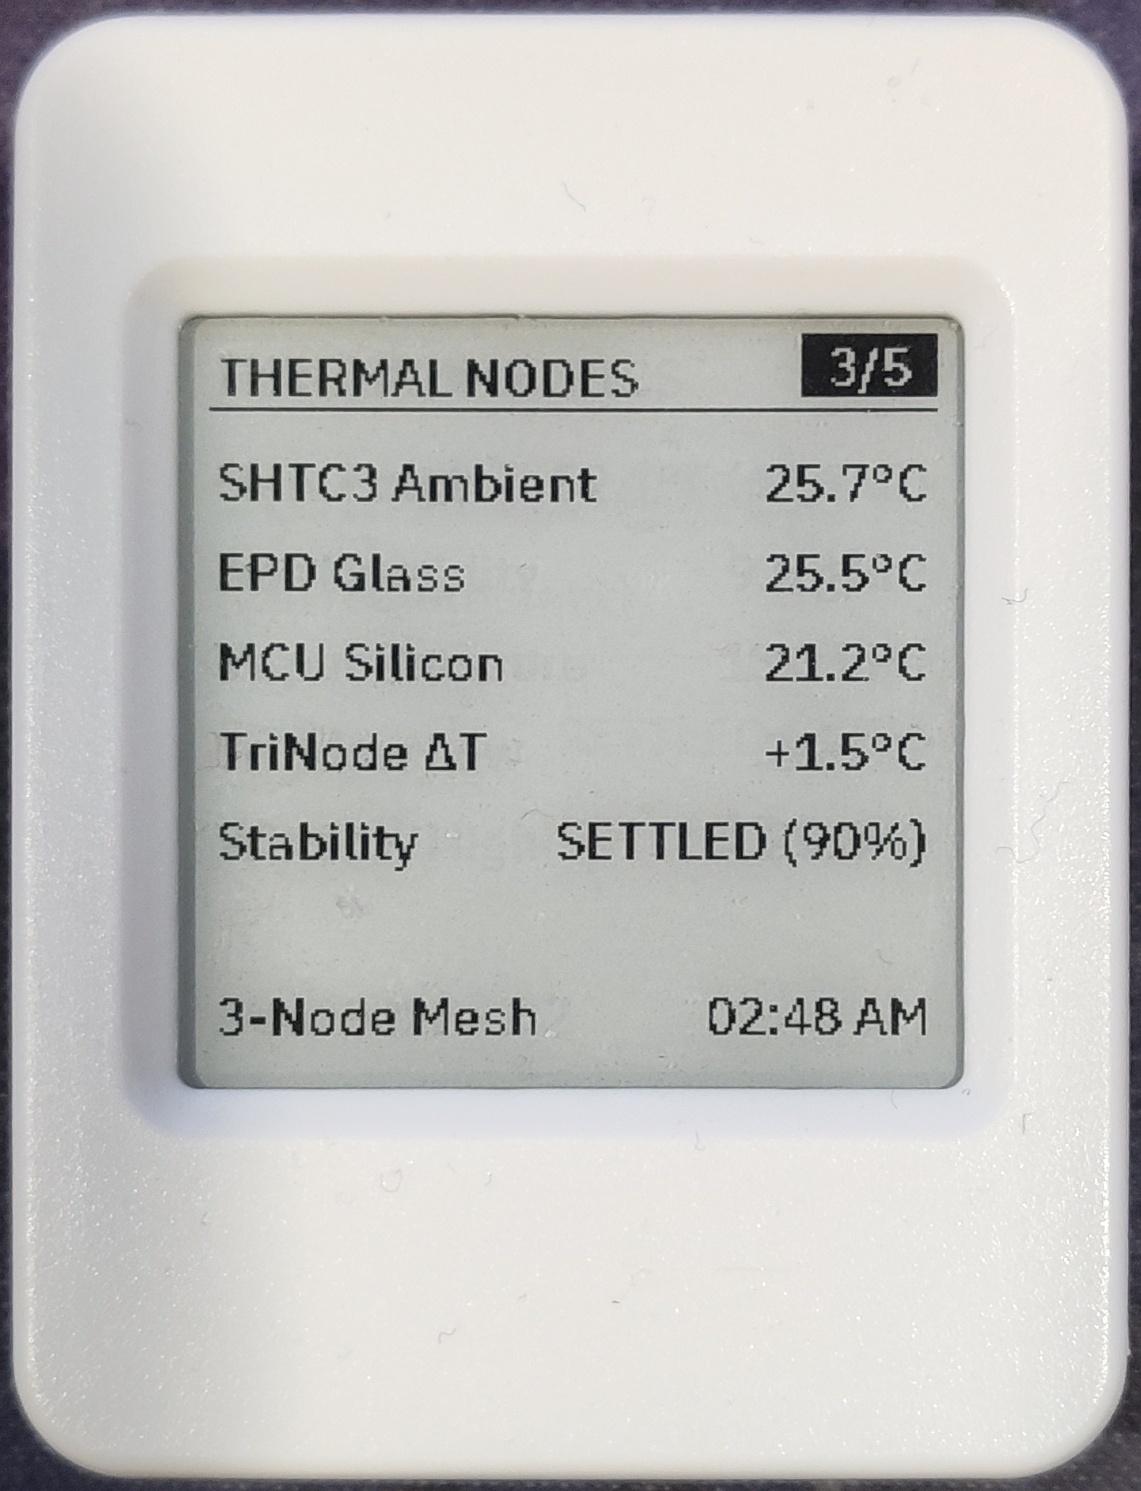 THERMAL NODES 3/5
SHTC3 Ambient 25.7°C
EPD Glass 25.5°C
MCU Silicon 21.2°C
TriNode ΔT +1.5°C
Stability SETTLED (90%)
3-Node Mesh 02:48 AM